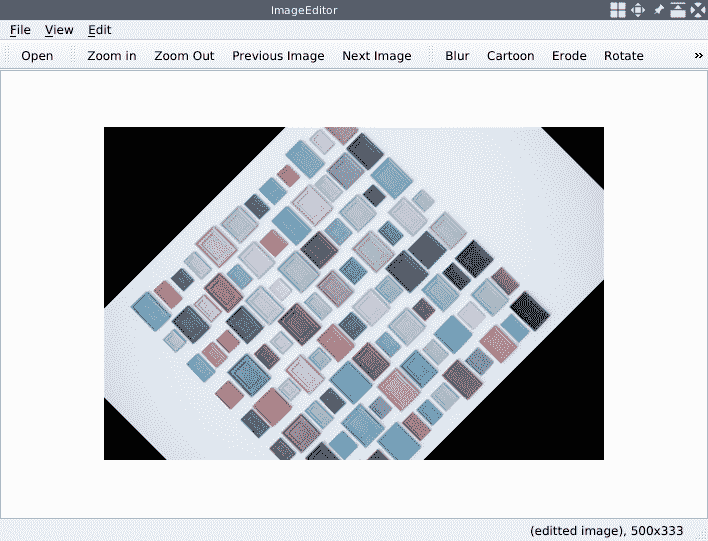 ImageEditor
File View Edit
Open Zoom in Zoom Out Previous Image Next Image Blur Cartoon Erode Rotate »
(editted image), 500x333